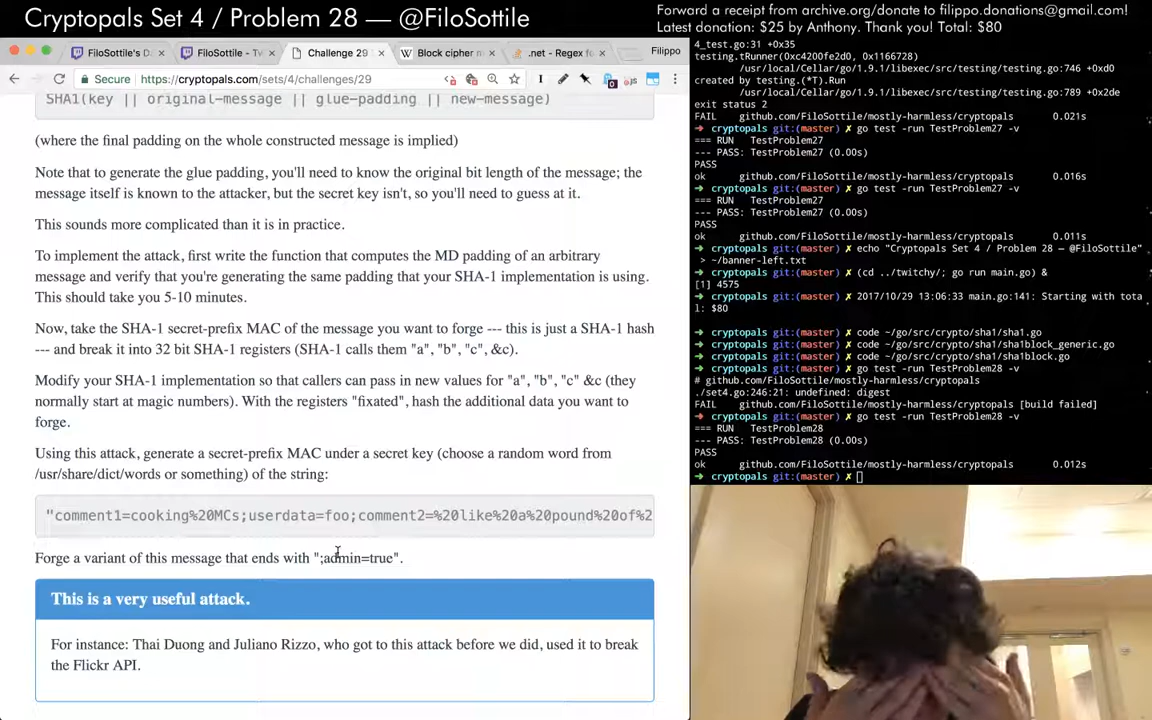 Cryptopals Set 4 / Problem 28 — @FiloSottile
Forward a receipt from archive.org/donate to filippo.donations@gmail.com!
Latest donation: $25 by Anthony. Thank you! Total: $80
FiloSottile's D
FiloSottile - Tw
Challenge 29
Block cipher m
.net - Regex fo
Filippo
Secure
https://cryptopals.com/sets/4/challenges/29
SHA1(key || original-message || glue-padding || new-message)
(where the final padding on the whole constructed message is implied)
Note that to generate the glue padding, you'll need to know the original bit length of the message; the
message itself is known to the attacker, but the secret key isn't, so you'll need to guess at it.
This sounds more complicated than it is in practice.
To implement the attack, first write the function that computes the MD padding of an arbitrary
message and verify that you're generating the same padding that your SHA-1 implementation is using.
This should take you 5-10 minutes.
Now, take the SHA-1 secret-prefix MAC of the message you want to forge --- this is just a SHA-1 hash
--- and break it into 32 bit SHA-1 registers (SHA-1 calls them "a", "b", "c", &c).
Modify your SHA-1 implementation so that callers can pass in new values for "a", "b", "c" &c (they
normally start at magic numbers). With the registers "fixated", hash the additional data you want to
forge.
Using this attack, generate a secret-prefix MAC under a secret key (choose a random word from
/usr/share/dict/words or something) of the string:
"comment1=cooking%20MCs;userdata=foo;comment2=%20like%20a%20pound%20of%2
Forge a variant of this message that ends with ";admin=true".
This is a very useful attack.
For instance: Thai Duong and Juliano Rizzo, who got to this attack before we did, used it to break
the Flickr API.
4_test.go:31 +0x35
testing.tRunner(0xc4200fe2d0, 0x1166728)
/usr/local/Cellar/go/1.9.1/libexec/src/testing/testing.go:746 +0xd0
created by testing.(*T).Run
/usr/local/Cellar/go/1.9.1/libexec/src/testing/testing.go:789 +0x2de
exit status 2
FAIL github.com/FiloSottile/mostly-harmless/cryptopals 0.021s
➜ cryptopals git:(master) ✗ go test -run TestProblem27 -v
=== RUN TestProblem27
--- PASS: TestProblem27 (0.00s)
PASS
ok github.com/FiloSottile/mostly-harmless/cryptopals 0.016s
➜ cryptopals git:(master) ✗ go test -run TestProblem27 -v
=== RUN TestProblem27
--- PASS: TestProblem27 (0.00s)
PASS
ok github.com/FiloSottile/mostly-harmless/cryptopals 0.011s
➜ cryptopals git:(master) ✗ echo "Cryptopals Set 4 / Problem 28 — @FiloSottile"
> ~/banner-left.txt
➜ cryptopals git:(master) ✗ (cd ../twitchy/; go run main.go) &
[1] 4575
➜ cryptopals git:(master) ✗ 2017/10/29 13:06:33 main.go:141: Starting with tota
l: $80
➜ cryptopals git:(master) ✗ code ~/go/src/crypto/sha1/sha1.go
➜ cryptopals git:(master) ✗ code ~/go/src/crypto/sha1/sha1block_generic.go
➜ cryptopals git:(master) ✗ code ~/go/src/crypto/sha1/sha1block.go
➜ cryptopals git:(master) ✗ go test -run TestProblem28 -v
# github.com/FiloSottile/mostly-harmless/cryptopals
./set4.go:246:21: undefined: digest
FAIL github.com/FiloSottile/mostly-harmless/cryptopals [build failed]
➜ cryptopals git:(master) ✗ go test -run TestProblem28 -v
=== RUN TestProblem28
--- PASS: TestProblem28 (0.00s)
PASS
ok github.com/FiloSottile/mostly-harmless/cryptopals 0.012s
➜ cryptopals git:(master) ✗